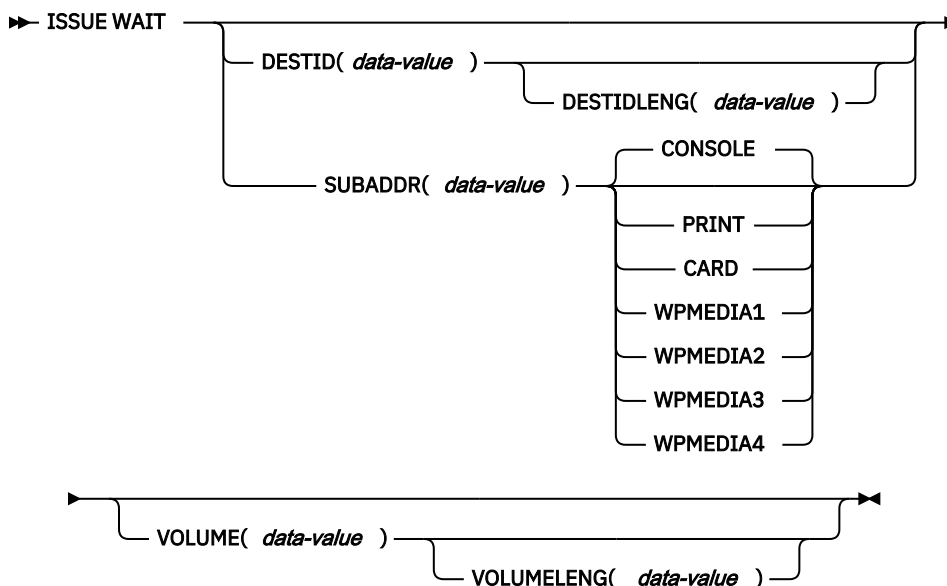 ISSUE WAIT
DESTID( data-value )
DESTIDLENG( data-value )
CONSOLE
SUBADDR( data-value )
PRINT
CARD
WPMEDIA1
WPMEDIA2
WPMEDIA3
WPMEDIA4
VOLUME( data-value )
VOLUMELENG( data-value )